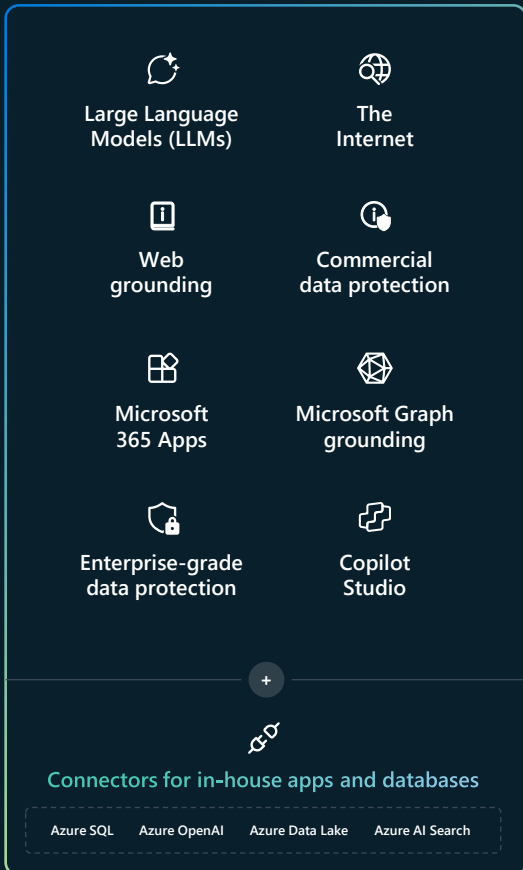 Large Language
Models (LLMs)
The
Internet
Web
grounding
Commercial
data protection
Microsoft
365 Apps
Microsoft Graph
grounding
Enterprise-grade
data protection
Copilot
Studio
+
Connectors for in-house apps and databases
Azure SQL Azure OpenAI Azure Data Lake Azure AI Search